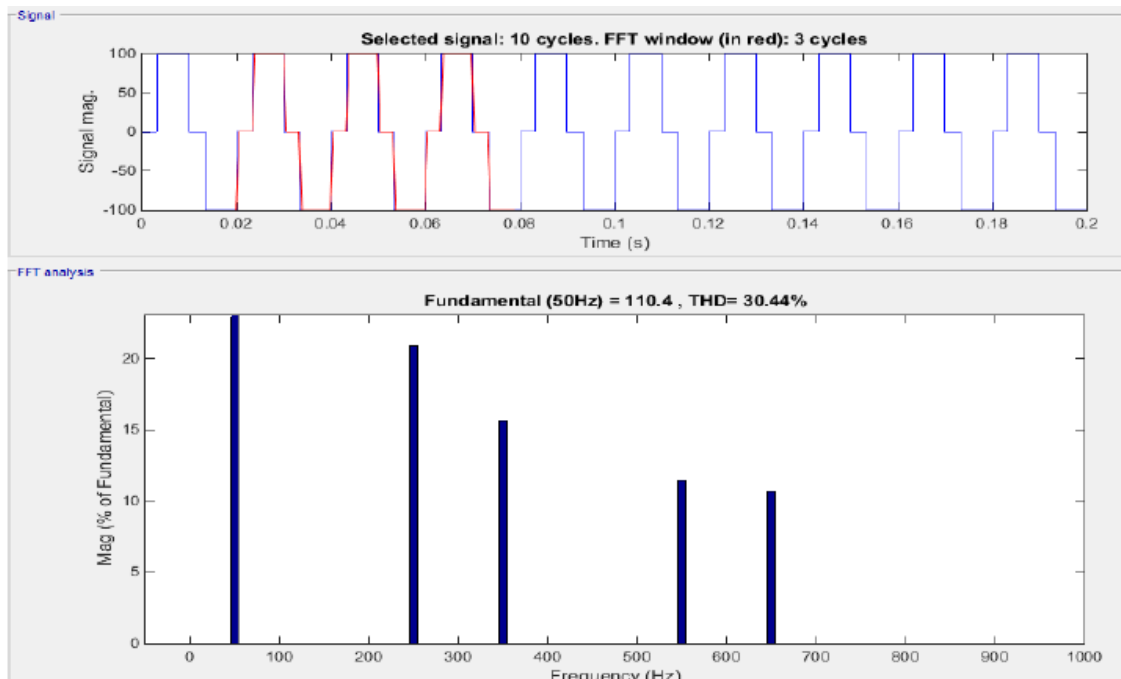 Signal
Selected signal: 10 cycles. FFT window (in red): 3 cycles
100
50
0
-50
-100
Signal mag.
0 0.02 0.04 0.06 0.08 0.1 0.12 0.14 0.16 0.18 0.2
Time (s)
FFT analysis
Fundamental (50Hz) = 110.4 , THD= 30.44%
20
15
10
5
0
Mag (% of Fundamental)
0 100 200 300 400 500 600 700 800 900 1000
Frequency (Hz)